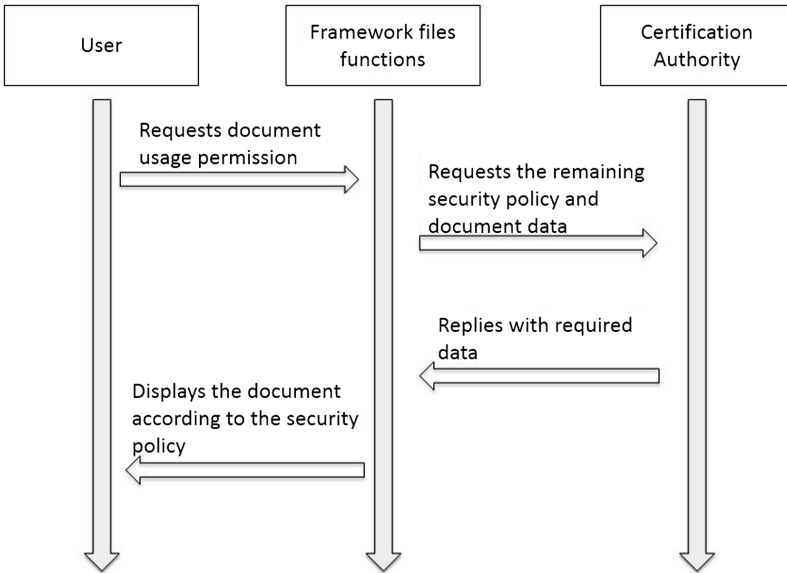 User
Framework files
functions
Certification
Authority
Requests document
usage permission
Requests the remaining
security policy and
document data
Replies with required
data
Displays the document
according to the security
policy